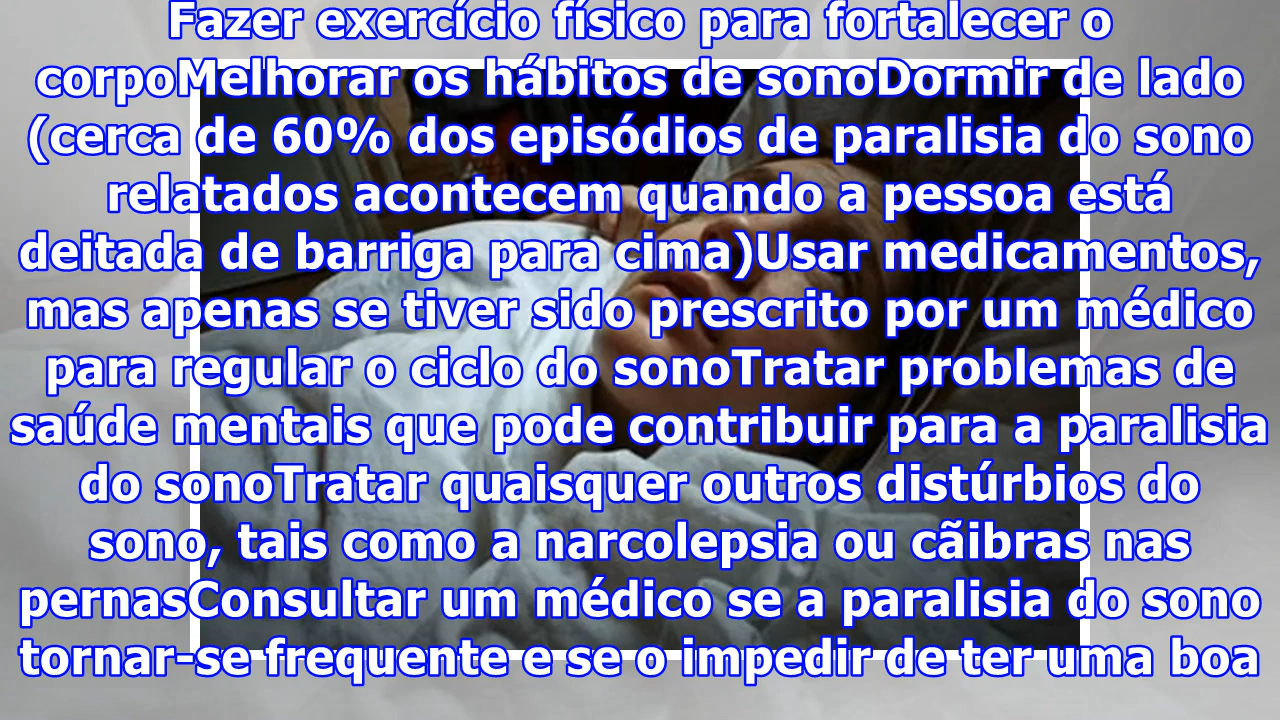 Fazer exercício físico para fortalecer o
corpoMelhorar os hábitos de sonoDormir de lado
(cerca de 60% dos episódios de paralisia do sono
relatados acontecem quando a pessoa está
deitada de barriga para cima)Usar medicamentos,
mas apenas se tiver sido prescrito por um médico
para regular o ciclo do sonoTratar problemas de
saúde mentais que pode contribuir para a paralisia
do sonoTratar quaisquer outros distúrbios do
sono, tais como a narcolepsia ou cãibras nas
pernasConsultar um médico se a paralisia do sono
tornar-se frequente e se o impedir de ter uma boa